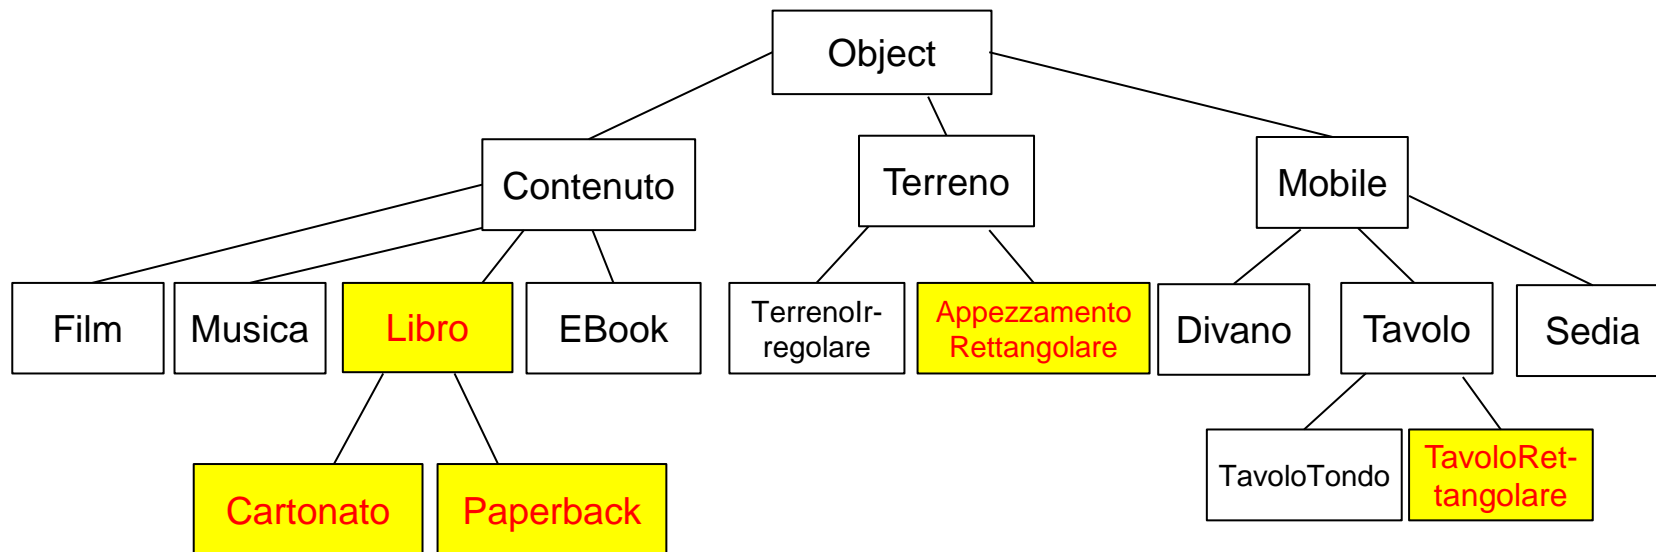 Object
Contenuto
Terreno
Mobile
Film
Musica
Libro
EBook
TerrenoIr-
regolare
Appezzamento
Rettangolare
Divano
Tavolo
Sedia
Cartonato
Paperback
TavoloTondo
TavoloRet-
tangolare